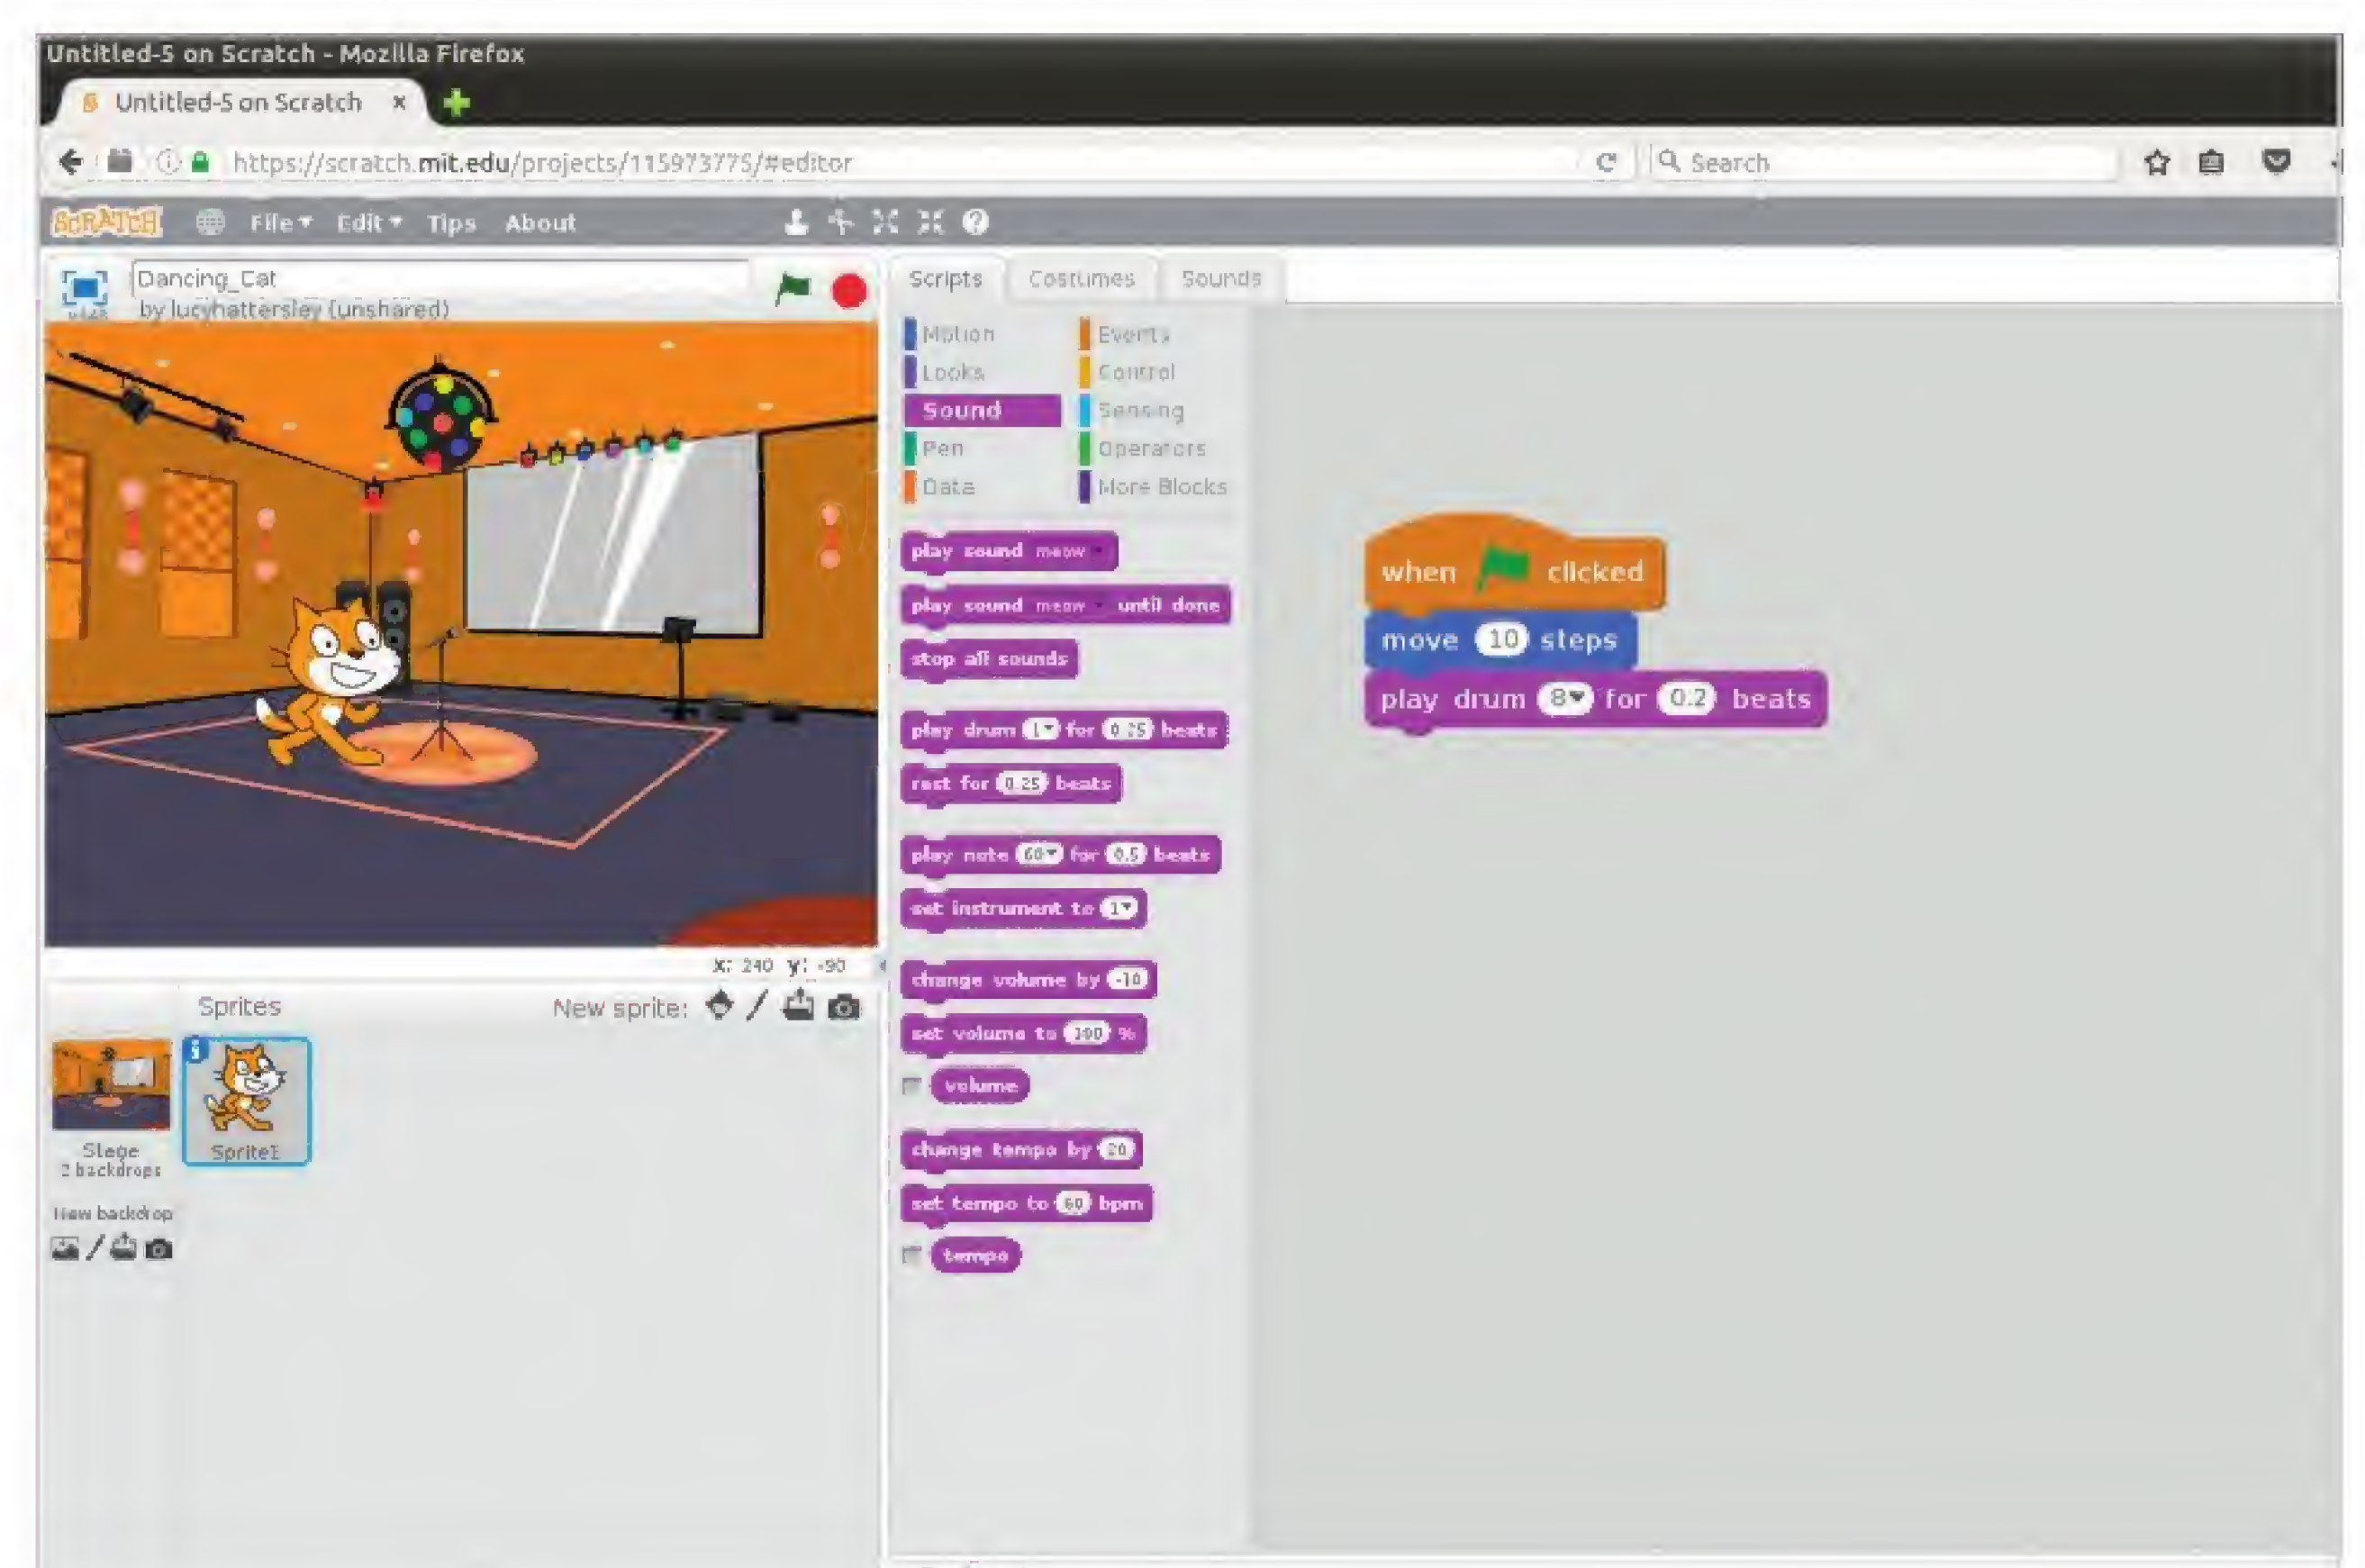 Untitled-5 on Scratch - Mozilla Firefox
Untitled-5 on Scratch
https://scratch.mit.edu/projects/115973775/#editor
Search
SCRATCH File Edit Tips About
Dancing_Cat
by lucyhattersley (unshared)
Scripts Costumes Sounds
Motion Events
Looks Control
Sound Sensing
Pen Operators
Data More Blocks
play sound meow
play sound meow until done
stop all sounds
play drum 1 for 0.25 beats
rest for 0.25 beats
play note 60 for 0.5 beats
set instrument to 1
change volume by -10
set volume to 100 %
volume
change tempo by 20
set tempo to 60 bpm
tempo
when clicked
move 10 steps
play drum 8 for 0.2 beats
x: 240 y: -90
Sprites New sprite:
Stage
2 backdrops
Sprite1
New backdrop